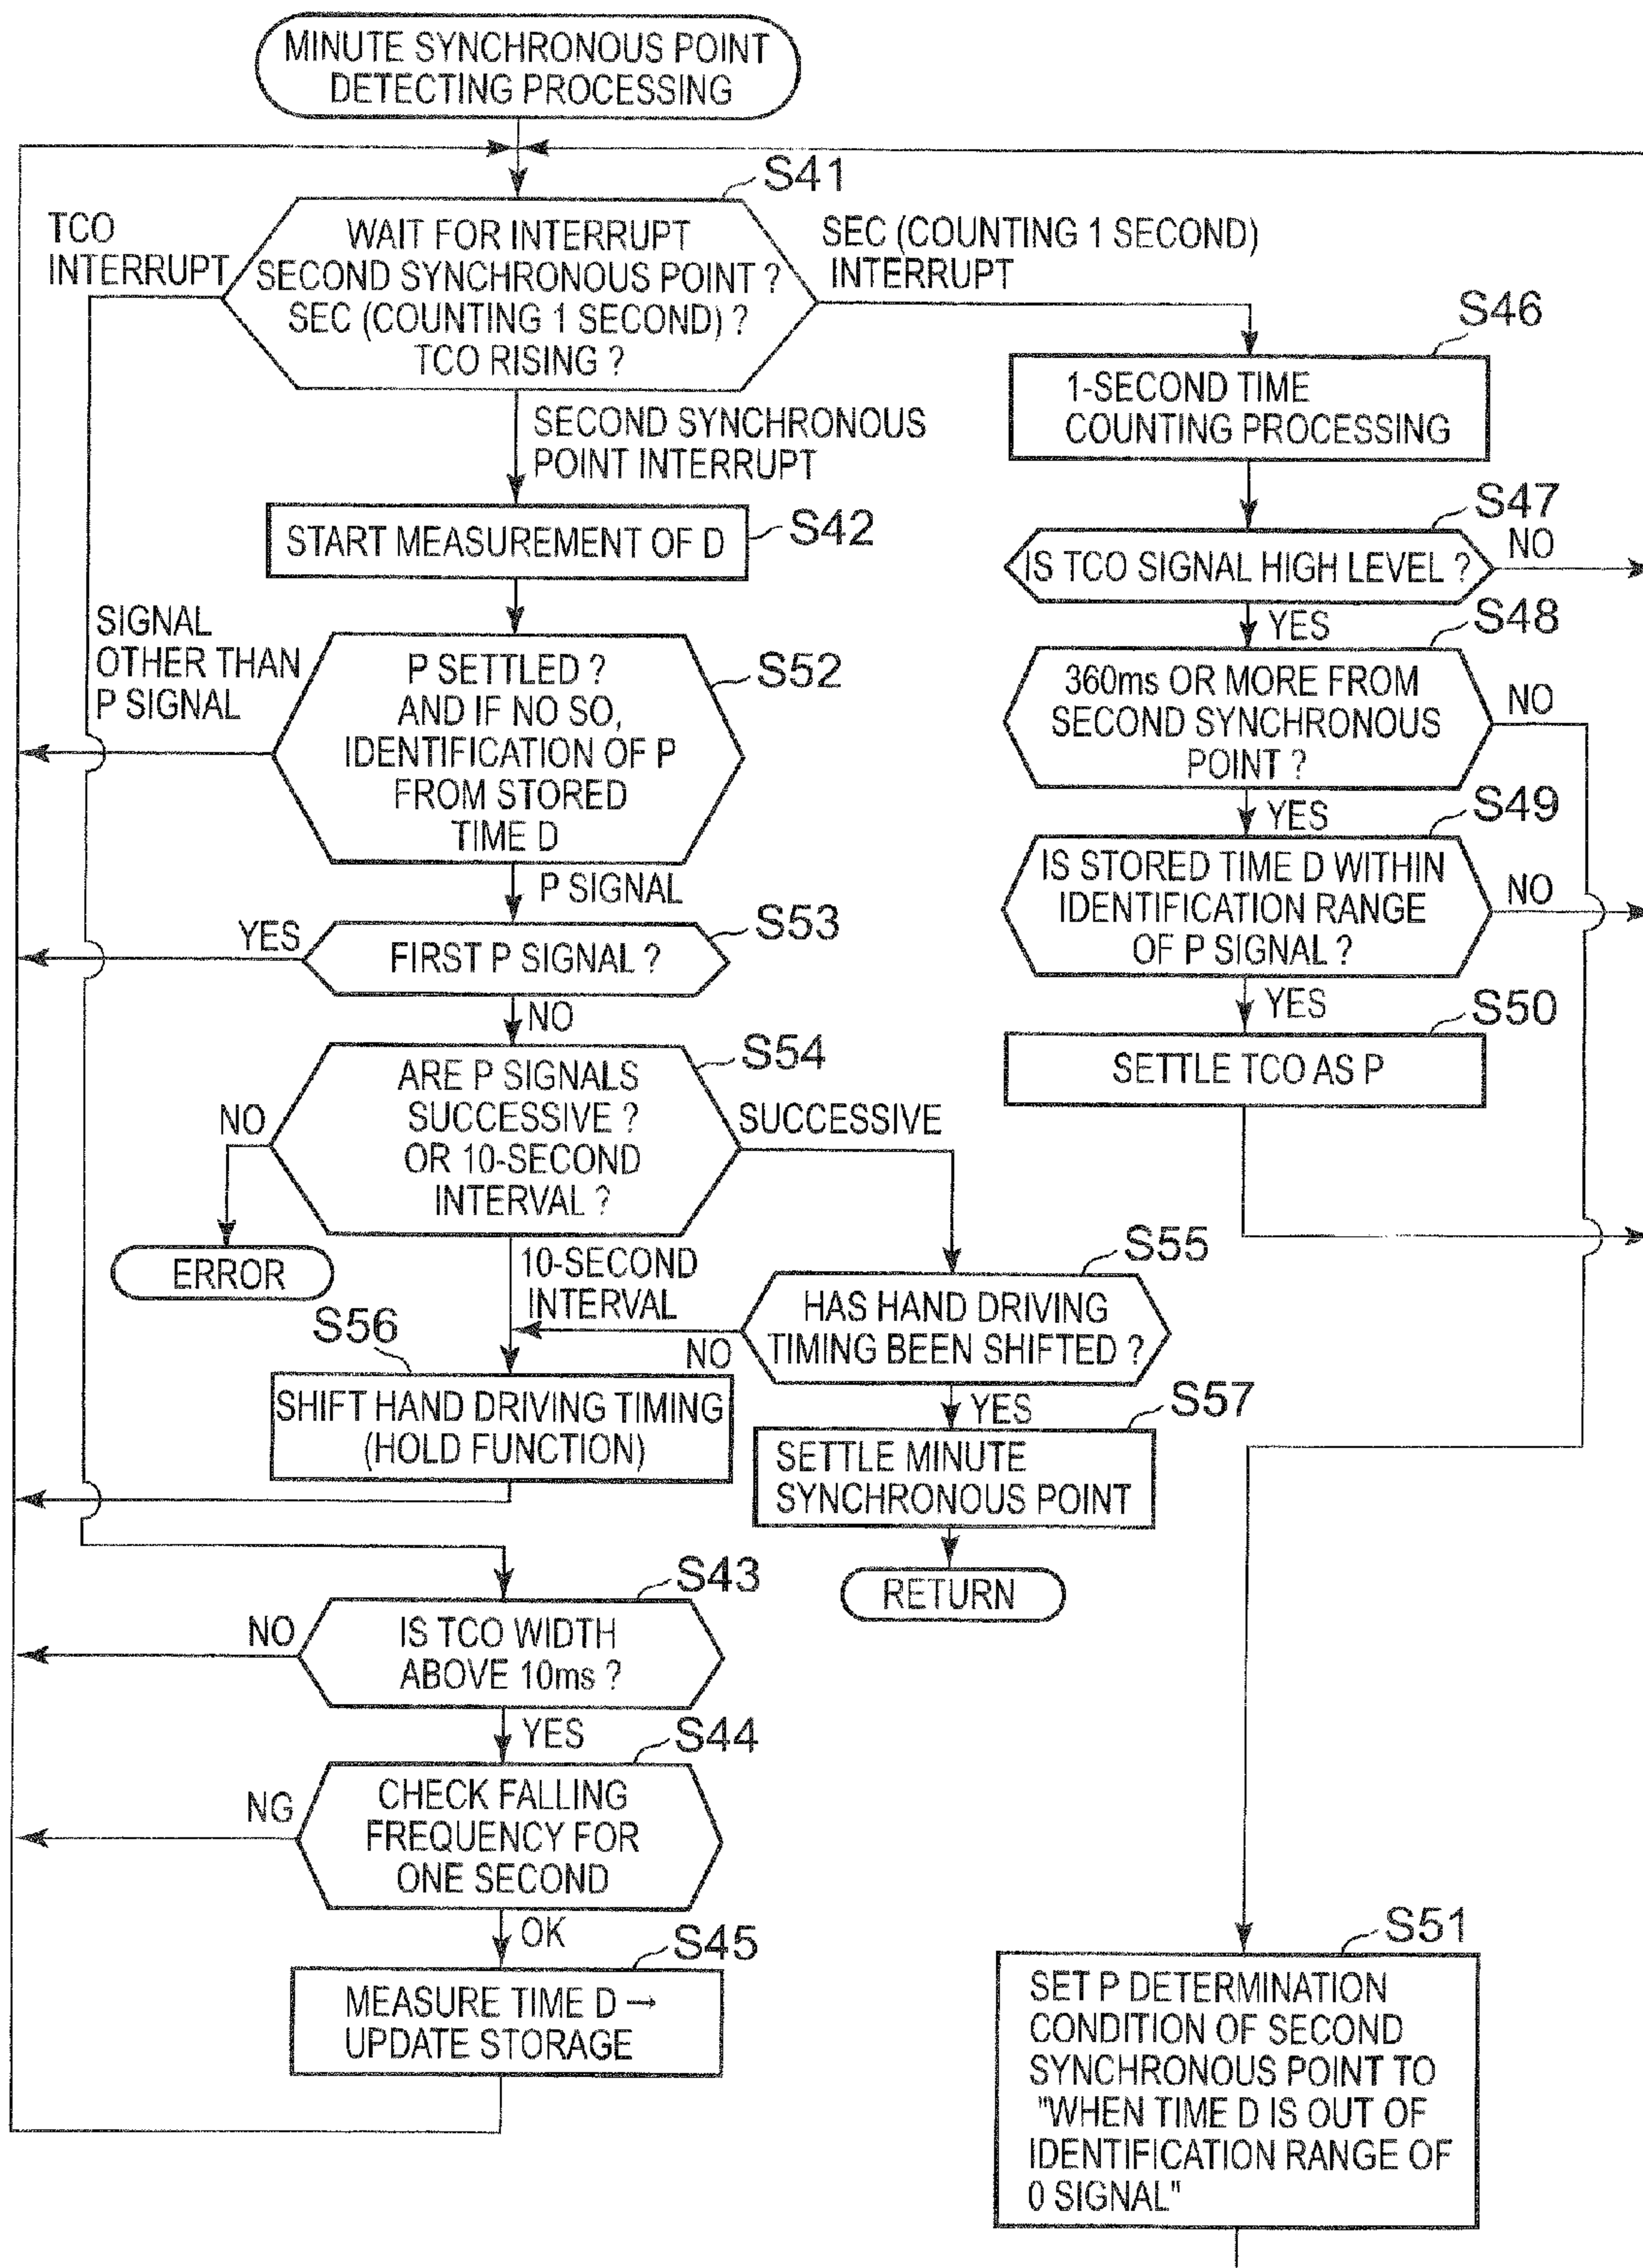 MINUTE SYNCHRONOUS POINT
DETECTING PROCESSING
S41
TCO
INTERRUPT
WAIT FOR INTERRUPT
SECOND SYNCHRONOUS POINT ?
SEC (COUNTING 1 SECOND) ?
TCO RISING ?
SEC (COUNTING 1 SECOND)
INTERRUPT
SECOND SYNCHRONOUS
POINT INTERRUPT
S46
1-SECOND TIME
COUNTING PROCESSING
START MEASUREMENT OF D
S42
S47
IS TCO SIGNAL HIGH LEVEL ?
NO
YES
SIGNAL
OTHER THAN
P SIGNAL
P SETTLED ?
AND IF NO SO,
IDENTIFICATION OF P
FROM STORED
TIME D
S52
P SIGNAL
S48
360ms OR MORE FROM
SECOND SYNCHRONOUS
POINT ?
NO
YES
S49
IS STORED TIME D WITHIN
IDENTIFICATION RANGE
OF P SIGNAL ?
NO
YES
YES
FIRST P SIGNAL ?
S53
NO
S50
SETTLE TCO AS P
S54
ARE P SIGNALS
SUCCESSIVE ?
OR 10-SECOND
INTERVAL ?
NO
SUCCESSIVE
ERROR
10-SECOND
INTERVAL
S55
HAS HAND DRIVING
TIMING BEEN SHIFTED ?
NO
YES
S56
SHIFT HAND DRIVING TIMING
(HOLD FUNCTION)
S57
SETTLE MINUTE
SYNCHRONOUS POINT
RETURN
S43
NO
IS TCO WIDTH
ABOVE 10ms ?
YES
S44
NG
CHECK FALLING
FREQUENCY FOR
ONE SECOND
OK
S45
MEASURE TIME D →
UPDATE STORAGE
S51
SET P DETERMINATION
CONDITION OF SECOND
SYNCHRONOUS POINT TO
"WHEN TIME D IS OUT OF
IDENTIFICATION RANGE OF
0 SIGNAL"